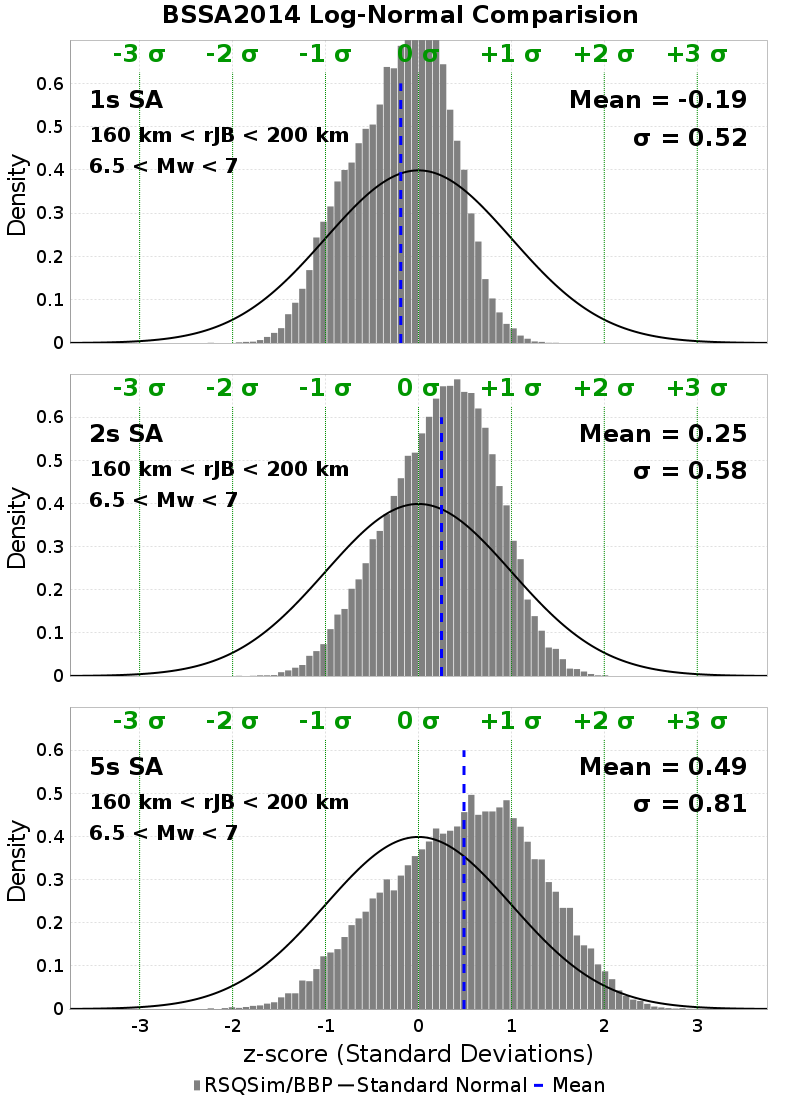 BSSA2014 Log-Normal Comparision
-3 σ -2 σ -1 σ 0 σ +1 σ +2 σ +3 σ
1s SA
Mean = -0.19
160 km < rJB < 200 km
σ = 0.52
6.5 < Mw < 7
Density
0.6
0.5
0.4
0.3
0.2
0.1
0
-3 σ -2 σ -1 σ 0 σ +1 σ +2 σ +3 σ
2s SA
Mean = 0.25
160 km < rJB < 200 km
σ = 0.58
6.5 < Mw < 7
Density
0.6
0.5
0.4
0.3
0.2
0.1
0
-3 σ -2 σ -1 σ 0 σ +1 σ +2 σ +3 σ
5s SA
Mean = 0.49
160 km < rJB < 200 km
σ = 0.81
6.5 < Mw < 7
Density
0.6
0.5
0.4
0.3
0.2
0.1
0
-3 -2 -1 0 1 2 3
z-score (Standard Deviations)
RSQSim/BBP Standard Normal Mean